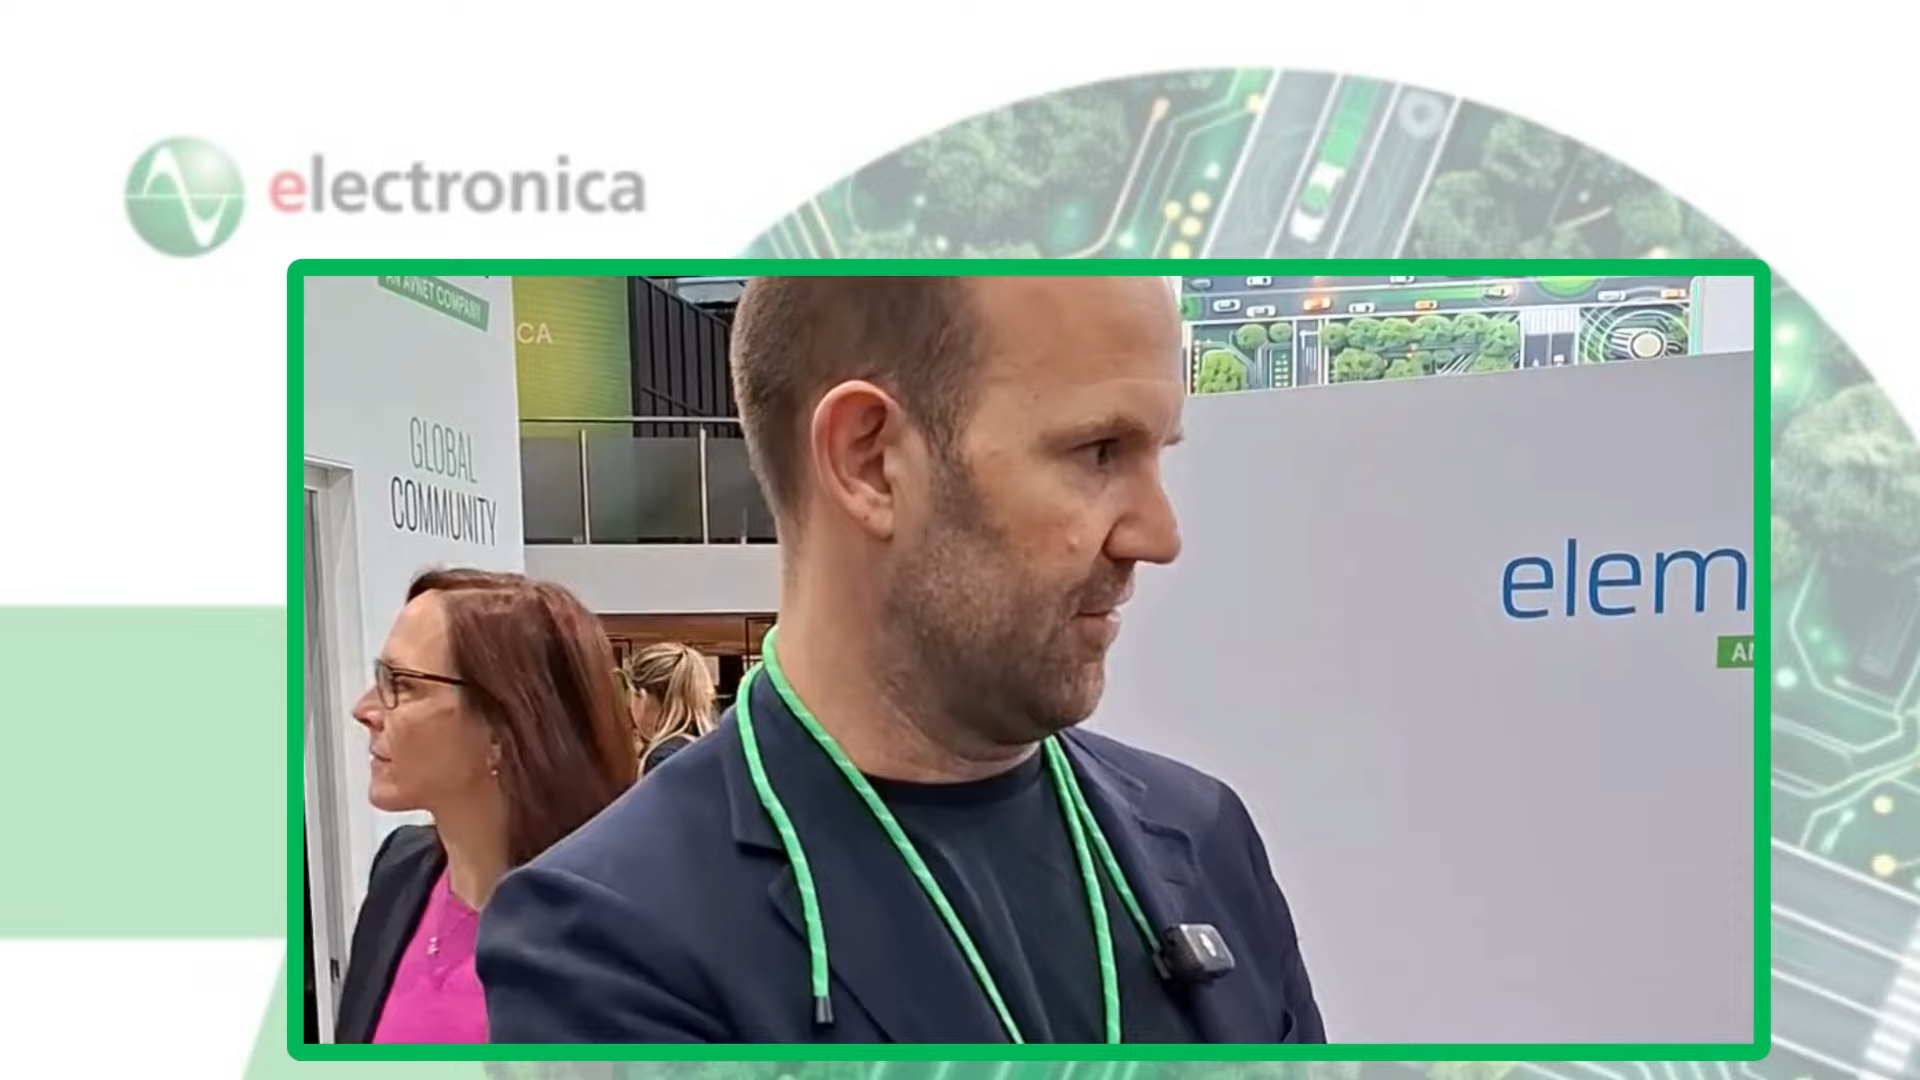 electronica
AN AVNET COMPANY
CA
GLOBAL
COMMUNITY
elem
AN